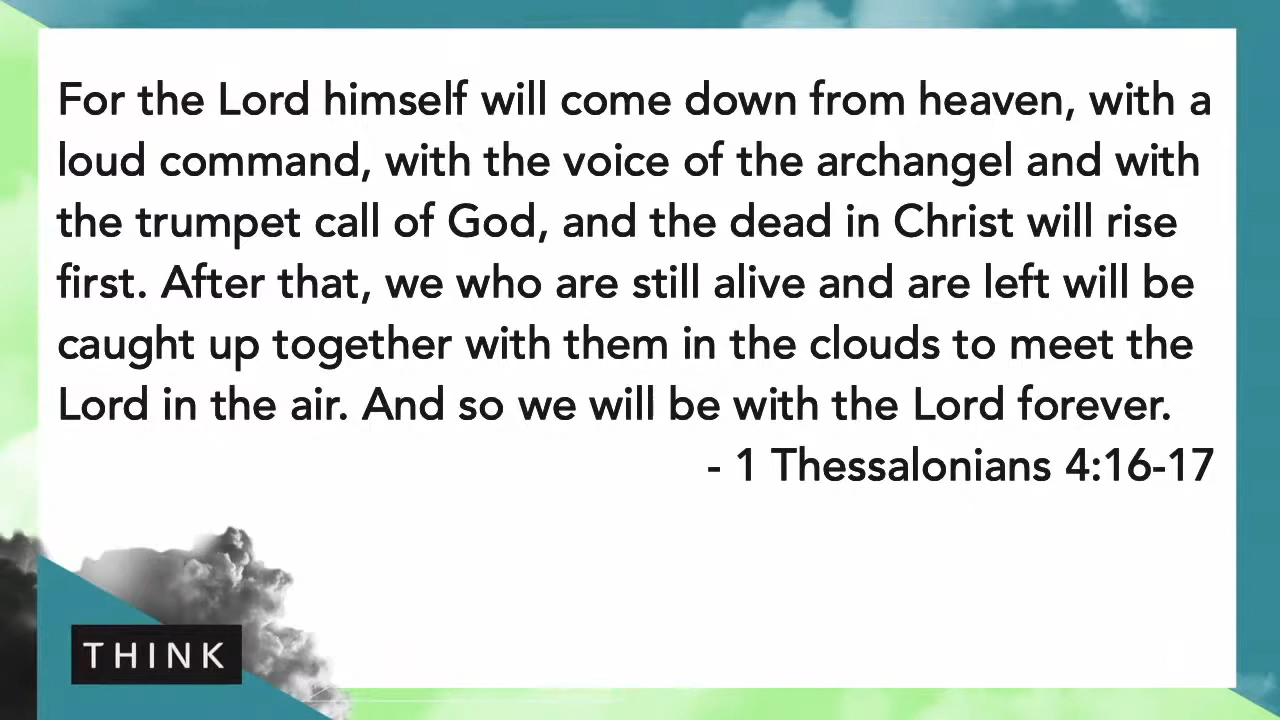 For the Lord himself will come down from heaven, with a
loud command, with the voice of the archangel and with
the trumpet call of God, and the dead in Christ will rise
first. After that, we who are still alive and are left will be
caught up together with them in the clouds to meet the
Lord in the air. And so we will be with the Lord forever.
- 1 Thessalonians 4:16-17
THINK